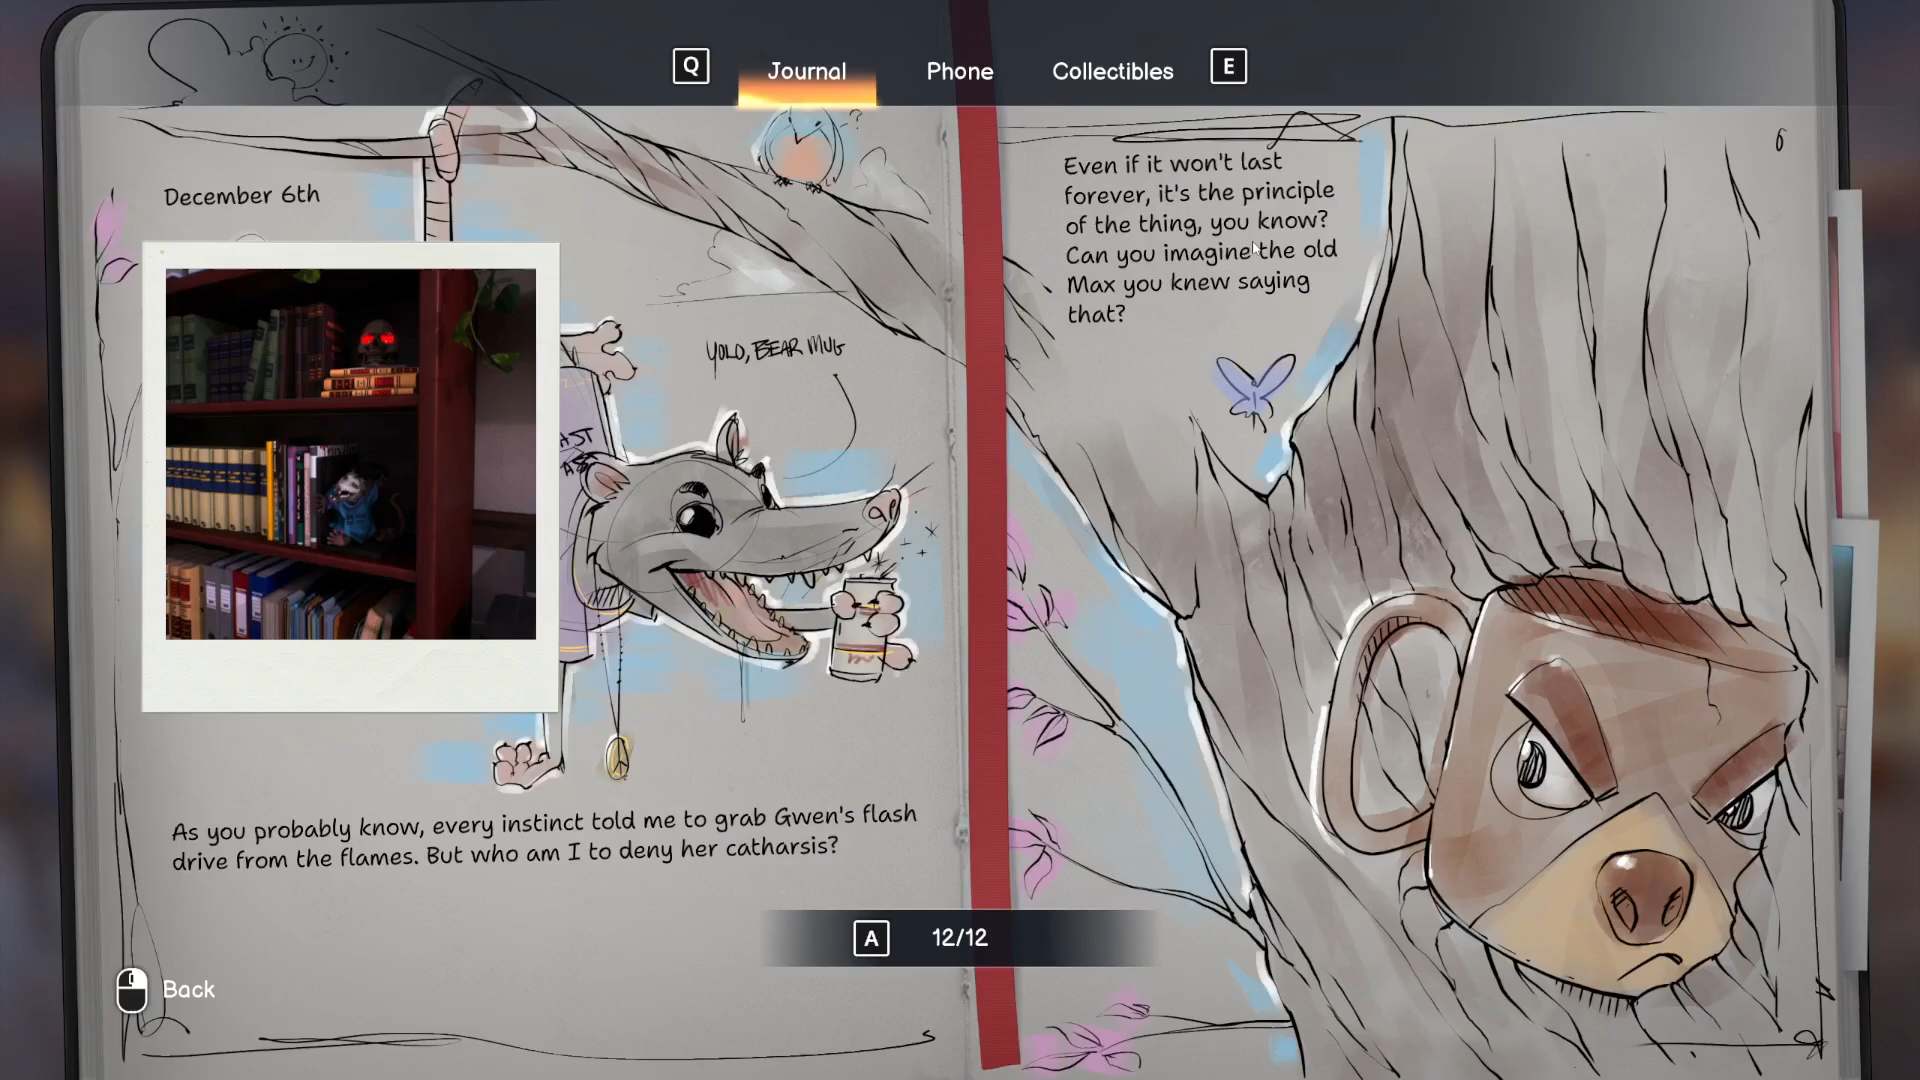 Q Journal Phone Collectibles E
December 6th
YOLO, BEAR MUG
AST
As you probably know, every instinct told me to grab Gwen's flash
drive from the flames. But who am I to deny her catharsis?
Even if it won't last
forever, it's the principle
of the thing, you know?
Can you imagine the old
Max you knew saying
that?
A 12/12
Back